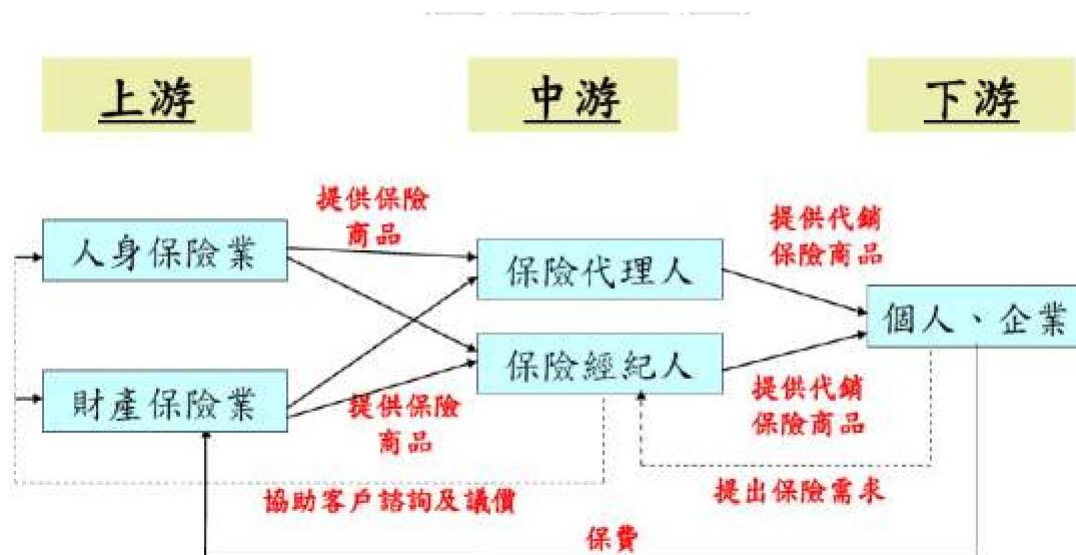 上游
中游
下游
提供保險
商品
提供代銷
保險商品
人身保險業
保險代理人
個人、企業
保險經紀人
財產保險業
提供保險
商品
提供代銷
保險商品
協助客戶諮詢及議價
提出保險需求
保費